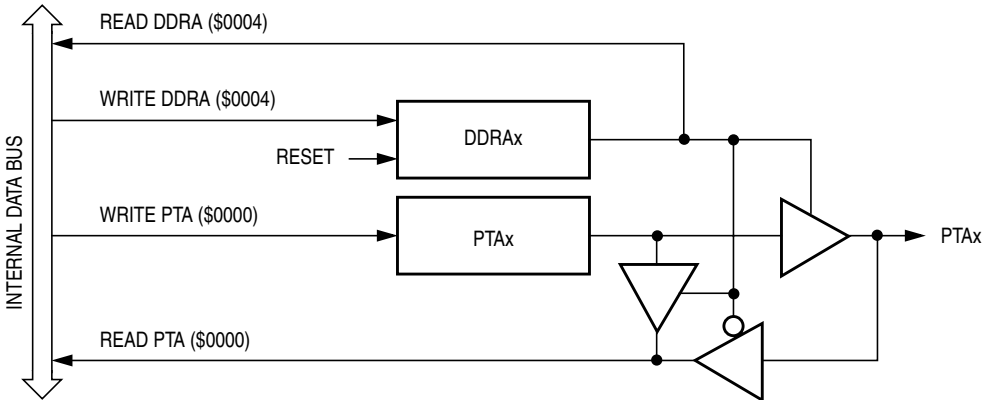 READ DDRA ($0004)
WRITE DDRA ($0004)
DDRAx
RESET
INTERNAL DATA BUS
WRITE PTA ($0000)
PTAx
PTAx
READ PTA ($0000)